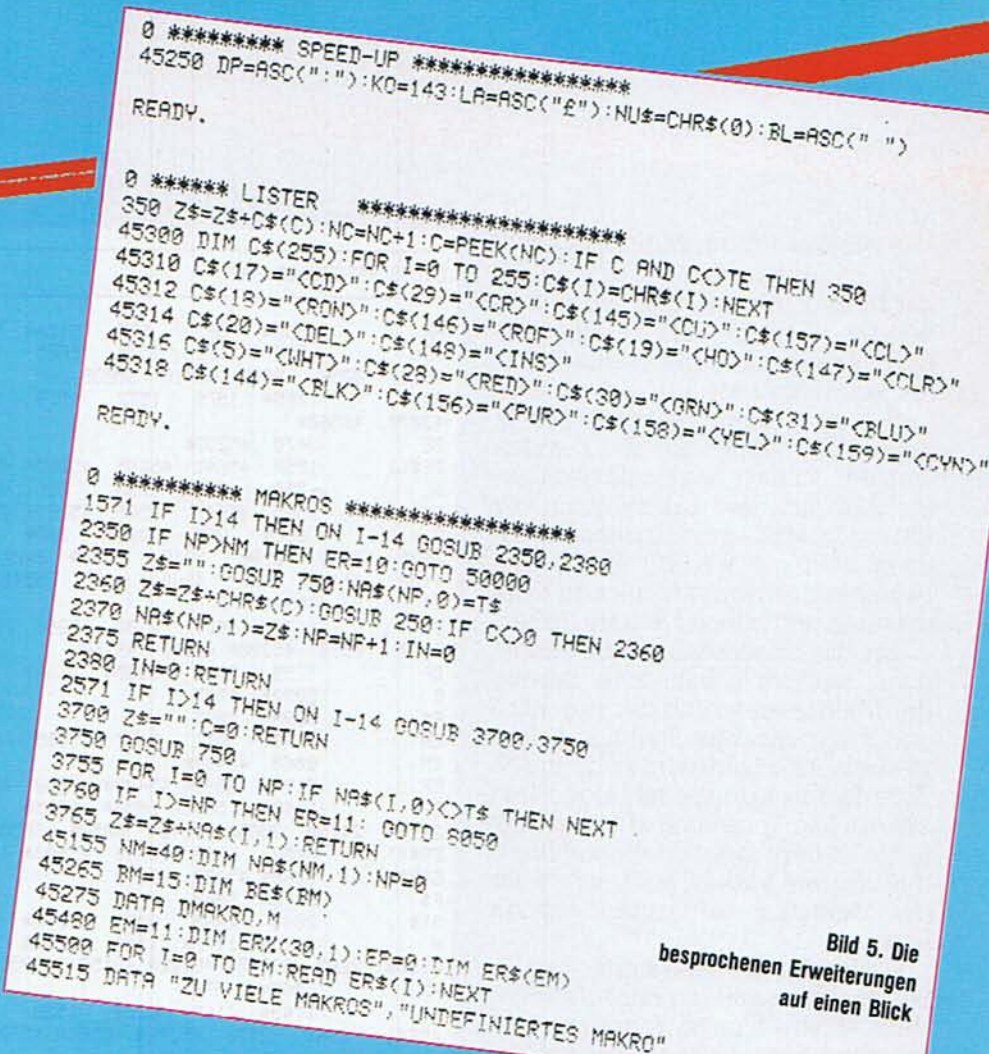 0 ********* SPEED-UP *****************
45250 DP=ASC(":"):KO=143:LA=ASC("£"):NU$=CHR$(0):BL=ASC(" ")
READY.
0 ****** LISTER *********************
350 Z$=Z$+C$(C):NC=NC+1:C=PEEK(NC):IF C AND C<>TE THEN 350
45300 DIM C$(255):FOR I=0 TO 255:C$(I)=CHR$(I):NEXT
45310 C$(17)="<CD>":C$(29)="<CR>":C$(145)="<CU>":C$(157)="<CL>"
45312 C$(18)="<RON>":C$(146)="<ROF>":C$(19)="<HO>":C$(147)="<CLR>"
45314 C$(20)="<DEL>":C$(148)="<INS>"
45316 C$(5)="<WHT>":C$(28)="<RED>":C$(30)="<GRN>":C$(31)="<BLU>"
45318 C$(144)="<BLK>":C$(156)="<PUR>":C$(158)="<YEL>":C$(159)="<CYN>"
READY.
0 ********** MAKROS ******************
1571 IF I>14 THEN ON I-14 GOSUB 2350,2380
2350 IF NP>NM THEN ER=10:GOTO 50000
2355 Z$="":GOSUB 750:NA$(NP,0)=T$
2360 Z$=Z$+CHR$(C):GOSUB 250:IF C<>0 THEN 2360
2370 NA$(NP,1)=Z$:NP=NP+1:IN=0
2375 RETURN
2380 IN=0:RETURN
2571 IF I>14 THEN ON I-14 GOSUB 3700,3750
3700 Z$="":C=0:RETURN
3750 GOSUB 750
3755 FOR I=0 TO NP:IF NA$(I,0)<>T$ THEN NEXT
3760 IF I>=NP THEN ER=11: GOTO 8050
3765 Z$=Z$+NA$(I,1):RETURN
45155 NM=40:DIM NA$(NM,1):NP=0
45265 BM=15:DIM BE$(BM)
45275 DATA DMAKRO,M
45480 EM=11:DIM ER%(30,1):EP=0:DIM ER$(EM)
45500 FOR I=0 TO EM:READ ER$(I):NEXT
45515 DATA "ZU VIELE MAKROS","UNDEFINIERTES MAKRO"
Bild 5. Die
besprochenen Erweiterungen
auf einen Blick